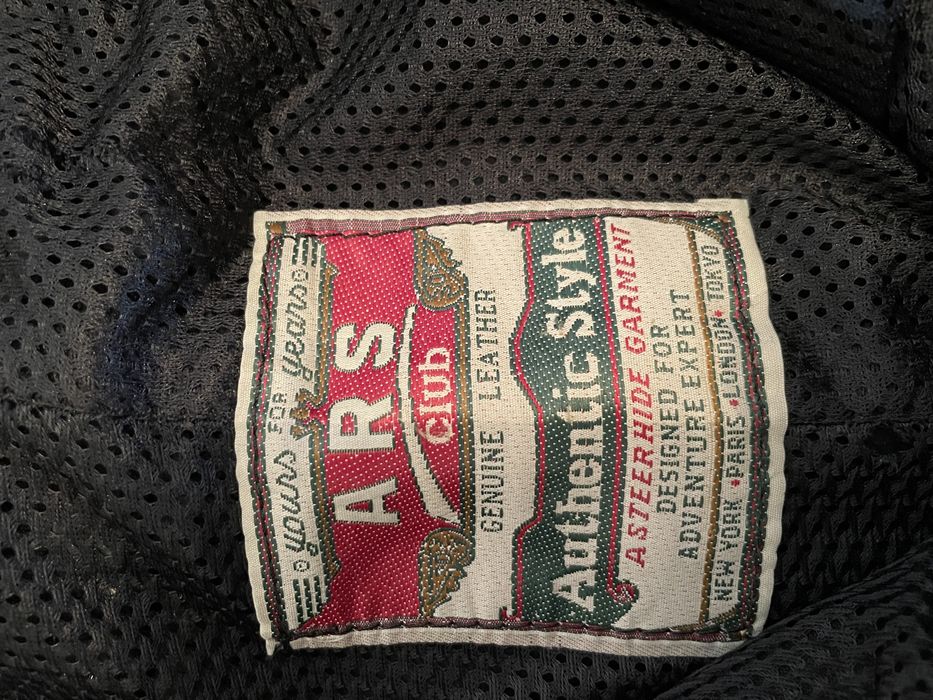 yours FOR years
ARS
Club
GENUINE LEATHER
Authentic Style
A STEERHIDE GARMENT
DESIGNED FOR
ADVENTURE EXPERT
NEW YORK • PARIS • LONDON • TOKYO